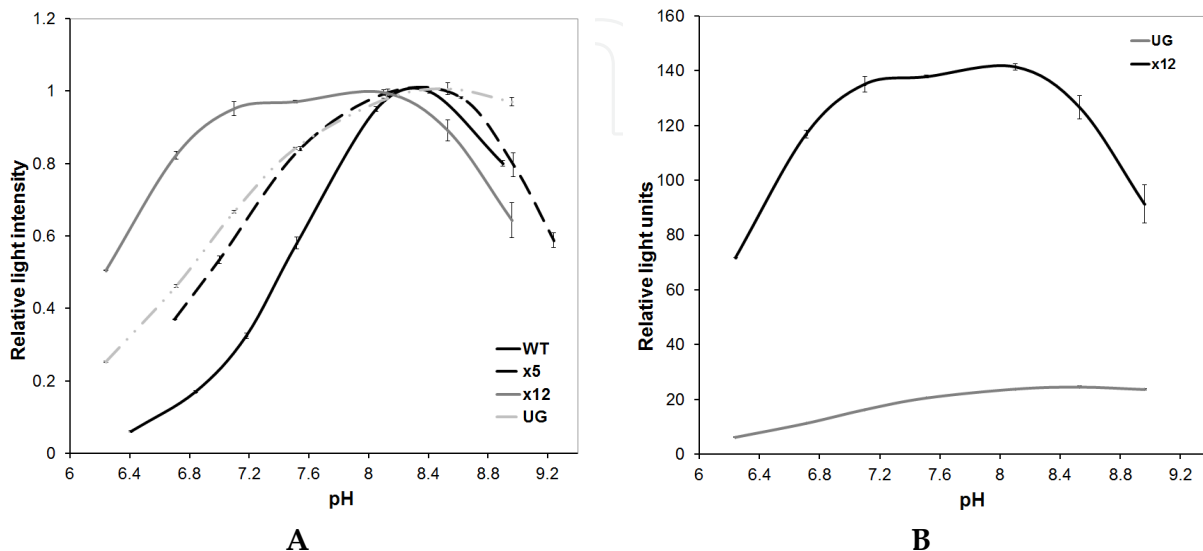 Relative light intensity
1.2
1
0.8
0.6
0.4
0.2
0
6 6.4 6.8 7.2 7.6 8 8.4 8.8 9.2
pH
WT
x5
x12
UG
A
Relative light units
160
140
120
100
80
60
40
20
0
6 6.4 6.8 7.2 7.6 8 8.4 8.8 9.2
pH
UG
x12
B